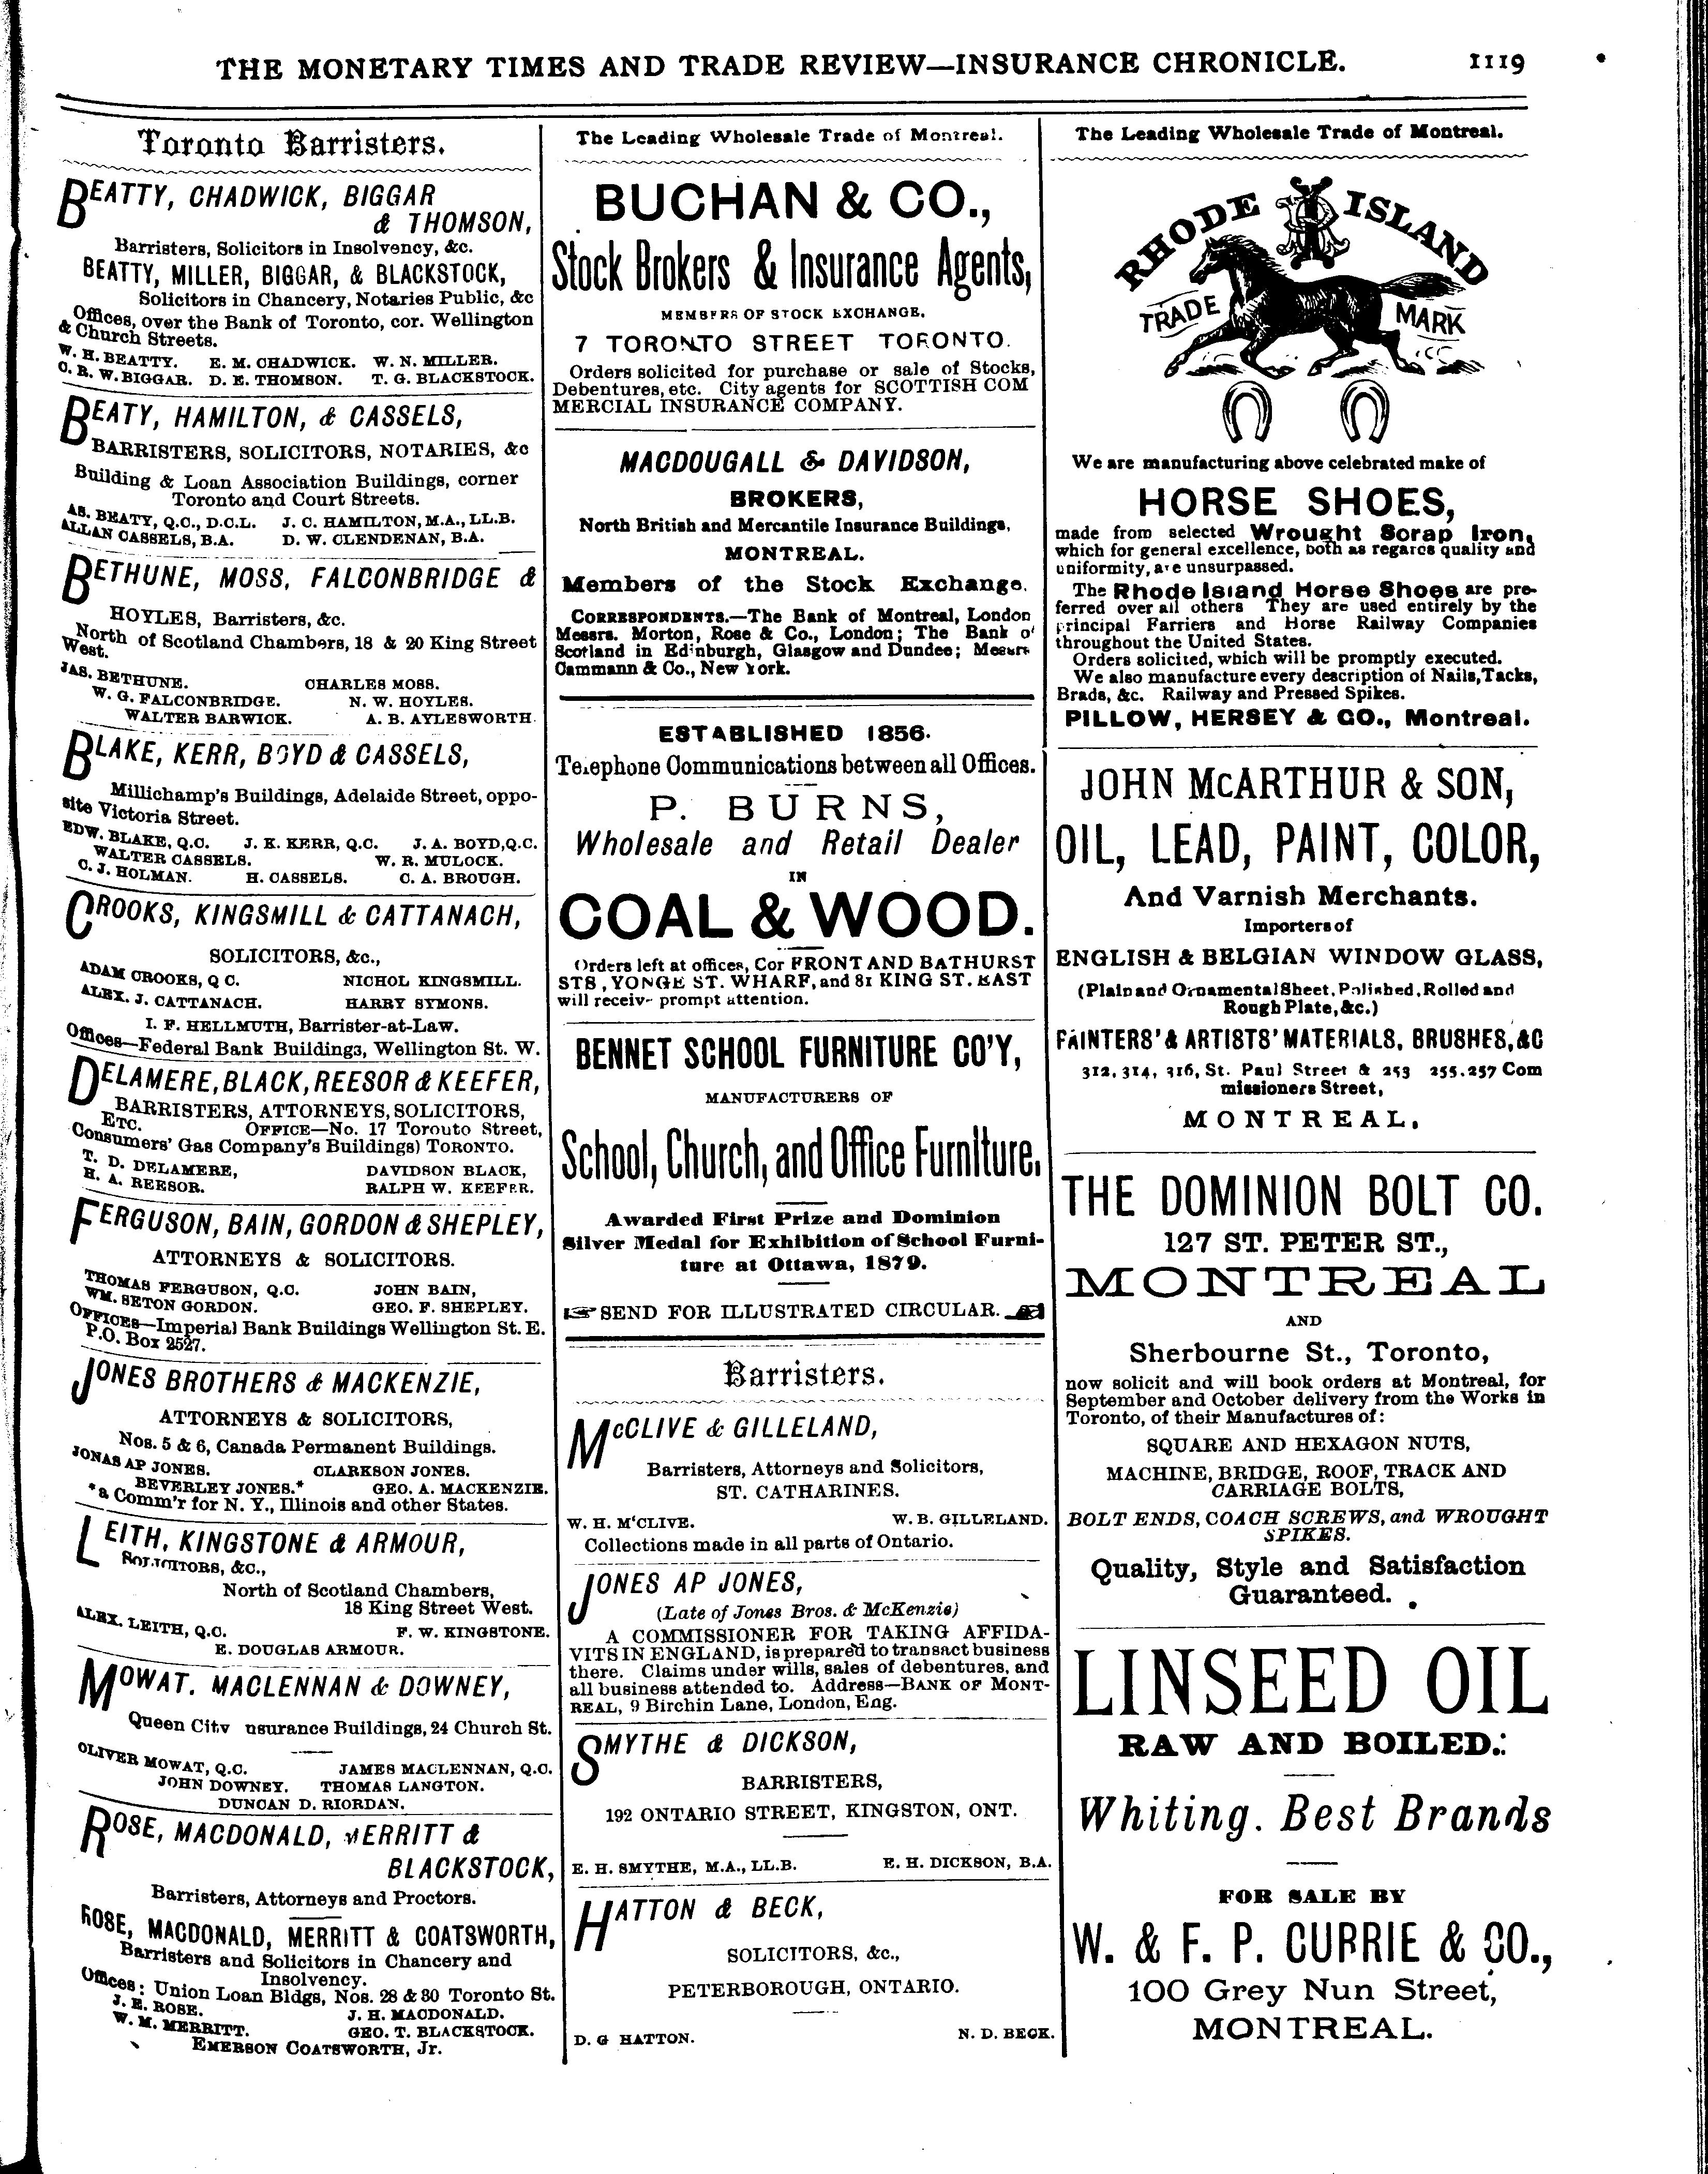 THE MONETARY TIMES AND TRADE REVIEW—INSURANCE CHRONICLE. 1119
Toronto Barristers.
BEATTY, CHADWICK, BIGGAR
& THOMSON,
Barristers, Solicitors in Insolvency, &c.
BEATTY, MILLER, BIGGAR, & BLACKSTOCK,
Solicitors in Chancery, Notaries Public, &c
Offices, over the Bank of Toronto, cor. Wellington
& Church Streets.
W. H. BEATTY. E. M. CHADWICK. W. N. MILLER.
C. R. W. BIGGAR. D. E. THOMSON. T. G. BLACKSTOCK.
BEATY, HAMILTON, & CASSELS,
BARRISTERS, SOLICITORS, NOTARIES, &c
Building & Loan Association Buildings, corner
Toronto and Court Streets.
AS. BEATY, Q.C., D.C.L. J. C. HAMILTON, M.A., LL.B.
ALLAN CASSELS, B.A. D. W. CLENDENAN, B.A.
BETHUNE, MOSS, FALCONBRIDGE &
HOYLES, Barristers, &c.
North of Scotland Chambers, 18 & 20 King Street
West.
JAS. BETHUNE. CHARLES MOSS.
W. G. FALCONBRIDGE. N. W. HOYLES.
WALTER BARWICK. A. B. AYLESWORTH.
BLAKE, KERR, BOYD & CASSELS,
Millichamp's Buildings, Adelaide Street, oppo-
site Victoria Street.
EDW. BLAKE, Q.C. J. K. KERR, Q.C. J. A. BOYD, Q.C.
WALTER CASSELS. W. R. MULOCK.
C. J. HOLMAN. H. CASSELS. C. A. BROUGH.
CROOKS, KINGSMILL & CATTANACH,
SOLICITORS, &c.,
ADAM CROOKS, Q C. NICHOL KINGSMILL.
ALEX. J. CATTANACH. HARRY SYMONS.
I. F. HELLMUTH, Barrister-at-Law.
Offices—Federal Bank Buildings, Wellington St. W.
DELAMERE, BLACK, REESOR & KEEFER,
BARRISTERS, ATTORNEYS, SOLICITORS,
ETC. OFFICE—No. 17 Toronto Street,
Consumers' Gas Company's Buildings) TORONTO.
T. D. DELAMERE, DAVIDSON BLACK,
H. A. REESOR. RALPH W. KEEFER.
FERGUSON, BAIN, GORDON & SHEPLEY,
ATTORNEYS & SOLICITORS.
THOMAS FERGUSON, Q.C. JOHN BAIN,
WM. SETON GORDON. GEO. F. SHEPLEY.
OFFICES—Imperial Bank Buildings Wellington St. E.
P.O. Box 2527.
JONES BROTHERS & MACKENZIE,
ATTORNEYS & SOLICITORS,
Nos. 5 & 6, Canada Permanent Buildings.
JONAS AP JONES. CLARKSON JONES.
BEVERLEY JONES.* GEO. A. MACKENZIE.
*a Comm'r for N. Y., Illinois and other States.
LEITH, KINGSTONE & ARMOUR,
SOLICITORS, &c.,
North of Scotland Chambers,
18 King Street West.
ALEX. LEITH, Q.C. F. W. KINGSTONE.
E. DOUGLAS ARMOUR.
MOWAT. MACLENNAN & DOWNEY,
Queen City nsurance Buildings, 24 Church St.
OLIVER MOWAT, Q.C. JAMES MACLENNAN, Q.C.
JOHN DOWNEY. THOMAS LANGTON.
DUNCAN D. RIORDAN.
ROSE, MACDONALD, MERRITT &
BLACKSTOCK,
Barristers, Attorneys and Proctors.
ROSE, MACDONALD, MERRITT & COATSWORTH,
Barristers and Solicitors in Chancery and
Insolvency.
Offices: Union Loan Bldgs, Nos. 28 & 30 Toronto St.
J. E. ROSE. J. H. MACDONALD.
W. M. MERRITT. GEO. T. BLACKSTOCK.
EMERSON COATSWORTH, Jr.
The Leading Wholesale Trade of Montreal.
BUCHAN & CO.,
Stock Brokers & Insurance Agents,
MEMBERS OF STOCK EXCHANGE.
7 TORONTO STREET TORONTO.
Orders solicited for purchase or sale of Stocks,
Debentures, etc. City agents for SCOTTISH COM
MERCIAL INSURANCE COMPANY.
MACDOUGALL & DAVIDSON,
BROKERS,
North British and Mercantile Insurance Buildings,
MONTREAL.
Members of the Stock Exchange.
CORRESPONDENTS.—The Bank of Montreal, London
Messrs. Morton, Rose & Co., London; The Bank of
Scotland in Edinburgh, Glasgow and Dundee; Messrs
Cammann & Co., New York.
ESTABLISHED 1856.
Telephone Communications between all Offices.
P. BURNS,
Wholesale and Retail Dealer
IN
COAL & WOOD.
Orders left at offices, Cor FRONT AND BATHURST
STS, YONGE ST. WHARF, and 81 KING ST. EAST
will receive prompt attention.
BENNET SCHOOL FURNITURE CO'Y,
MANUFACTURERS OF
School, Church, and Office Furniture.
Awarded First Prize and Dominion
Silver Medal for Exhibition of School Furni-
ture at Ottawa, 1879.
☞ SEND FOR ILLUSTRATED CIRCULAR. ☚
Barristers.
McCLIVE & GILLELAND,
Barristers, Attorneys and Solicitors,
ST. CATHARINES.
W. H. M'CLIVE. W. B. GILLELAND.
Collections made in all parts of Ontario.
JONES AP JONES,
(Late of Jones Bros. & McKenzie)
A COMMISSIONER FOR TAKING AFFIDA-
VITS IN ENGLAND, is prepared to transact business
there. Claims under wills, sales of debentures, and
all business attended to. Address—BANK OF MONT-
REAL, 9 Birchin Lane, London, Eng.
SMYTHE & DICKSON,
BARRISTERS,
192 ONTARIO STREET, KINGSTON, ONT.
E. H. SMYTHE, M.A., LL.B. E. H. DICKSON, B.A.
HATTON & BECK,
SOLICITORS, &c.,
PETERBOROUGH, ONTARIO.
D. G HATTON. N. D. BECK.
The Leading Wholesale Trade of Montreal.
RHODE ISLAND
TRADE MARK
We are manufacturing above celebrated make of
HORSE SHOES,
made from selected Wrought Scrap Iron,
which for general excellence, both as regards quality and
uniformity, are unsurpassed.
The Rhode Island Horse Shoes are pre-
ferred over all others They are used entirely by the
principal Farriers and Horse Railway Companies
throughout the United States.
Orders solicited, which will be promptly executed.
We also manufacture every description of Nails, Tacks,
Brads, &c. Railway and Pressed Spikes.
PILLOW, HERSEY & CO., Montreal.
JOHN McARTHUR & SON,
OIL, LEAD, PAINT, COLOR,
And Varnish Merchants.
Importers of
ENGLISH & BELGIAN WINDOW GLASS,
(Plain and Ornamental Sheet, Polished, Rolled and
Rough Plate, &c.)
PAINTERS' & ARTISTS' MATERIALS, BRUSHES, &C
312, 314, 316, St. Paul Street & 253 255, 257 Com
missioners Street,
MONTREAL,
THE DOMINION BOLT CO.
127 ST. PETER ST.,
MONTREAL
AND
Sherbourne St., Toronto,
now solicit and will book orders at Montreal, for
September and October delivery from the Works in
Toronto, of their Manufactures of:
SQUARE AND HEXAGON NUTS,
MACHINE, BRIDGE, ROOF, TRACK AND
CARRIAGE BOLTS,
BOLT ENDS, COACH SCREWS, and WROUGHT
SPIKES.
Quality, Style and Satisfaction
Guaranteed.
LINSEED OIL
RAW AND BOILED.
Whiting. Best Brands
FOR SALE BY
W. & F. P. CURRIE & CO.,
100 Grey Nun Street,
MONTREAL.